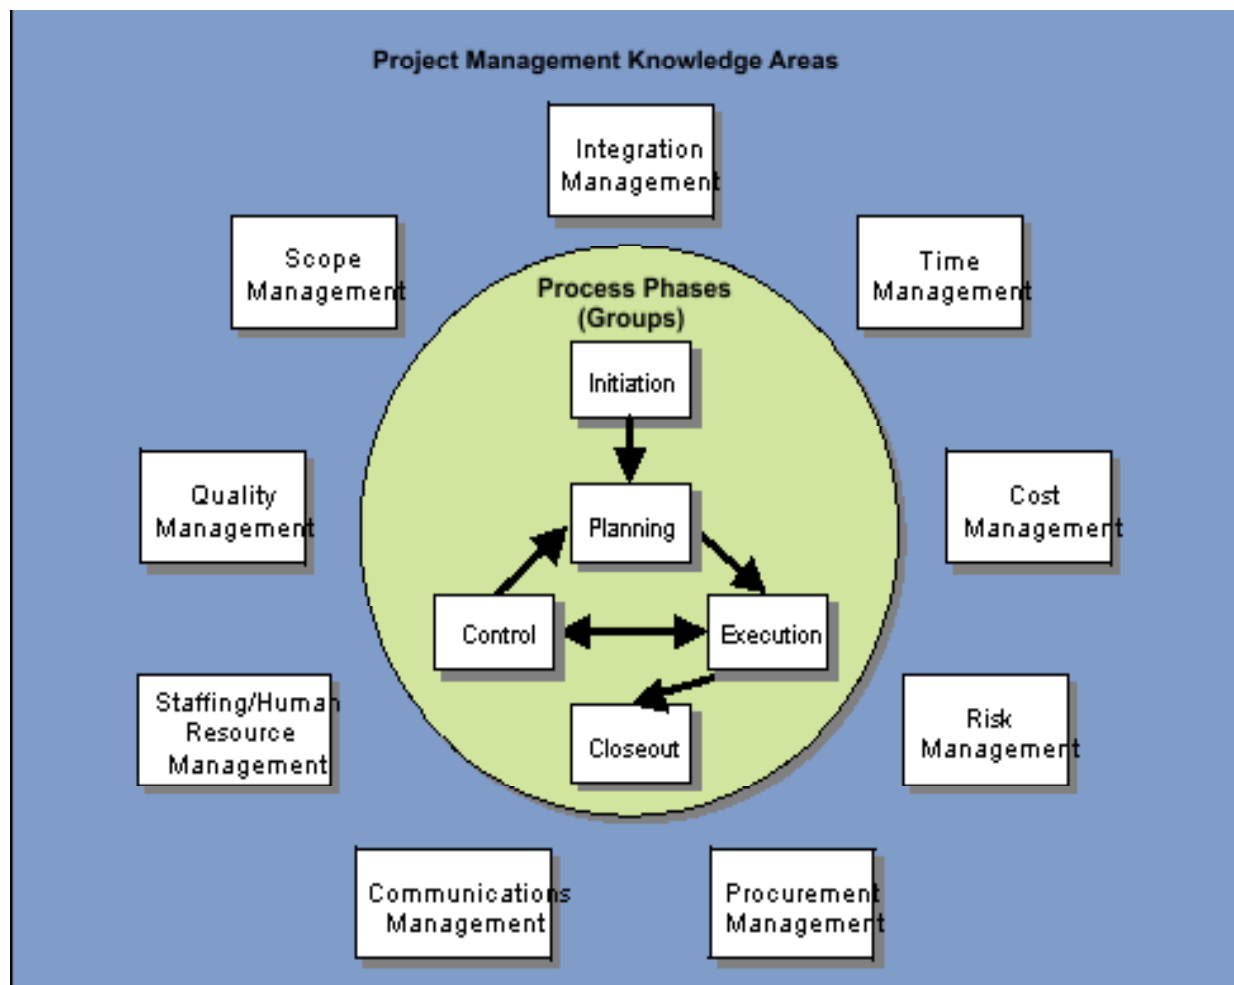 Project Management Knowledge Areas
Integration
Management
Scope
Management
Time
Management
Process Phases
(Groups)
Initiation
Quality
Management
Planning
Cost
Management
Control
Execution
Staffing/Human
Resource
Management
Closeout
Risk
Management
Communications
Management
Procurement
Management